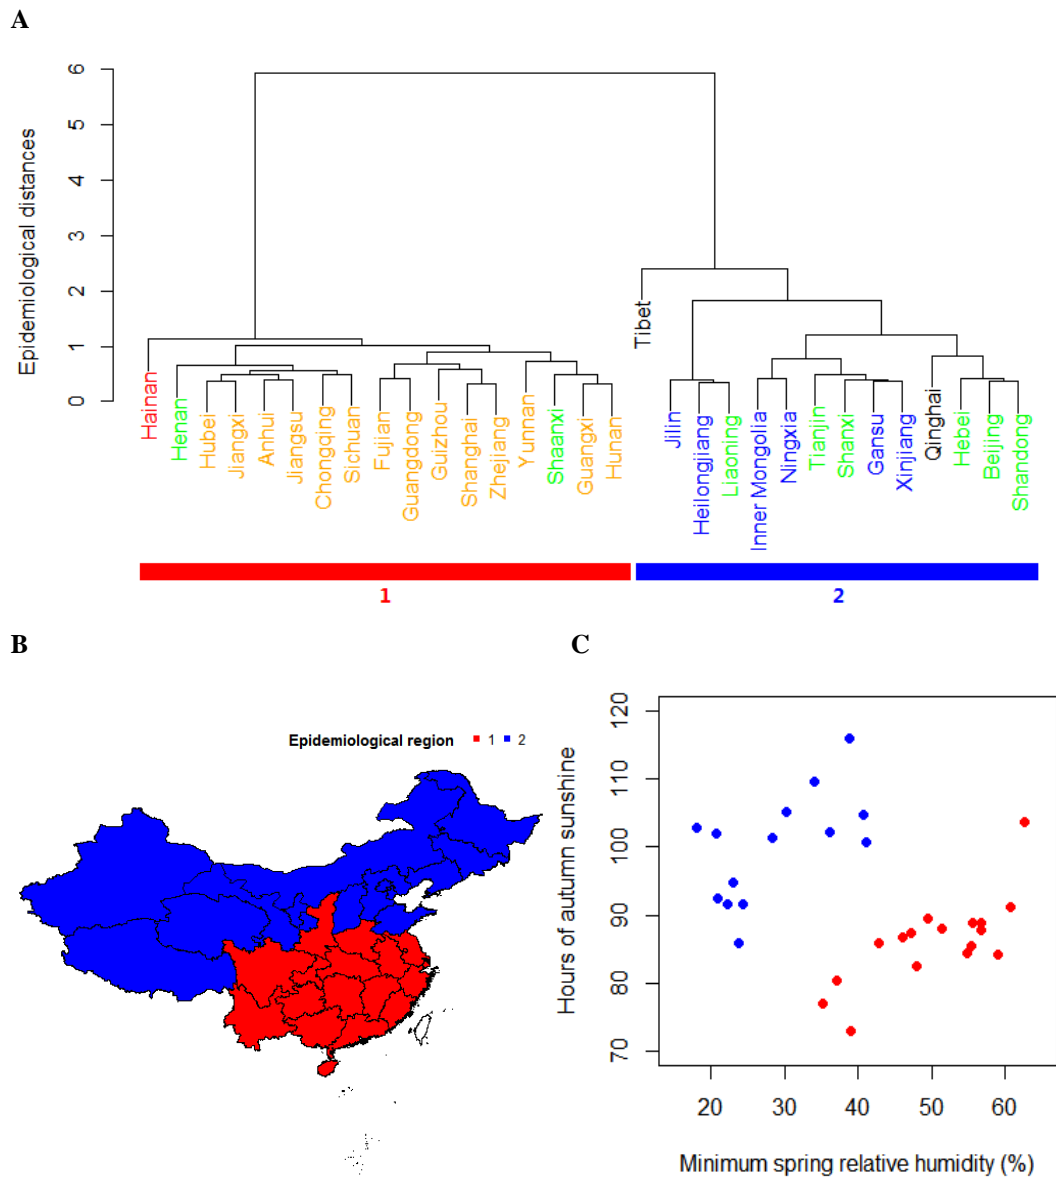 A
Epidemiological distances
6
5
4
3
2
1
0
Hainan
Henan
Hubei
Jiangxi
Anhui
Jiangsu
Chongqing
Sichuan
Fujian
Guangdong
Guizhou
Shanghai
Zhejiang
Yunnan
Shaanxi
Guangxi
Hunan
Tibet
Jilin
Heilongjiang
Liaoning
Inner Mongolia
Ningxia
Tianjin
Shanxi
Gansu
Xinjiang
Qinghai
Hebei
Beijing
Shandong
1
2
B
Epidemiological region 1 2
C
Hours of autumn sunshine
120
110
100
90
80
70
20 30 40 50 60
Minimum spring relative humidity (%)